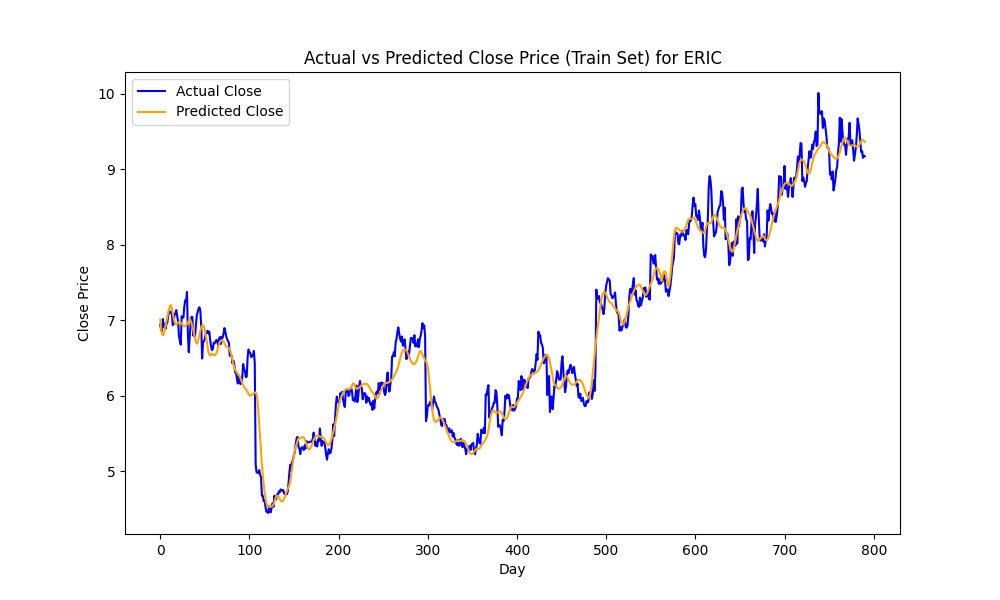 Actual vs Predicted Close Price (Train Set) for ERIC
Actual Close
Predicted Close
Close Price
10
9
8
7
6
5
0 100 200 300 400 500 600 700 800
Day